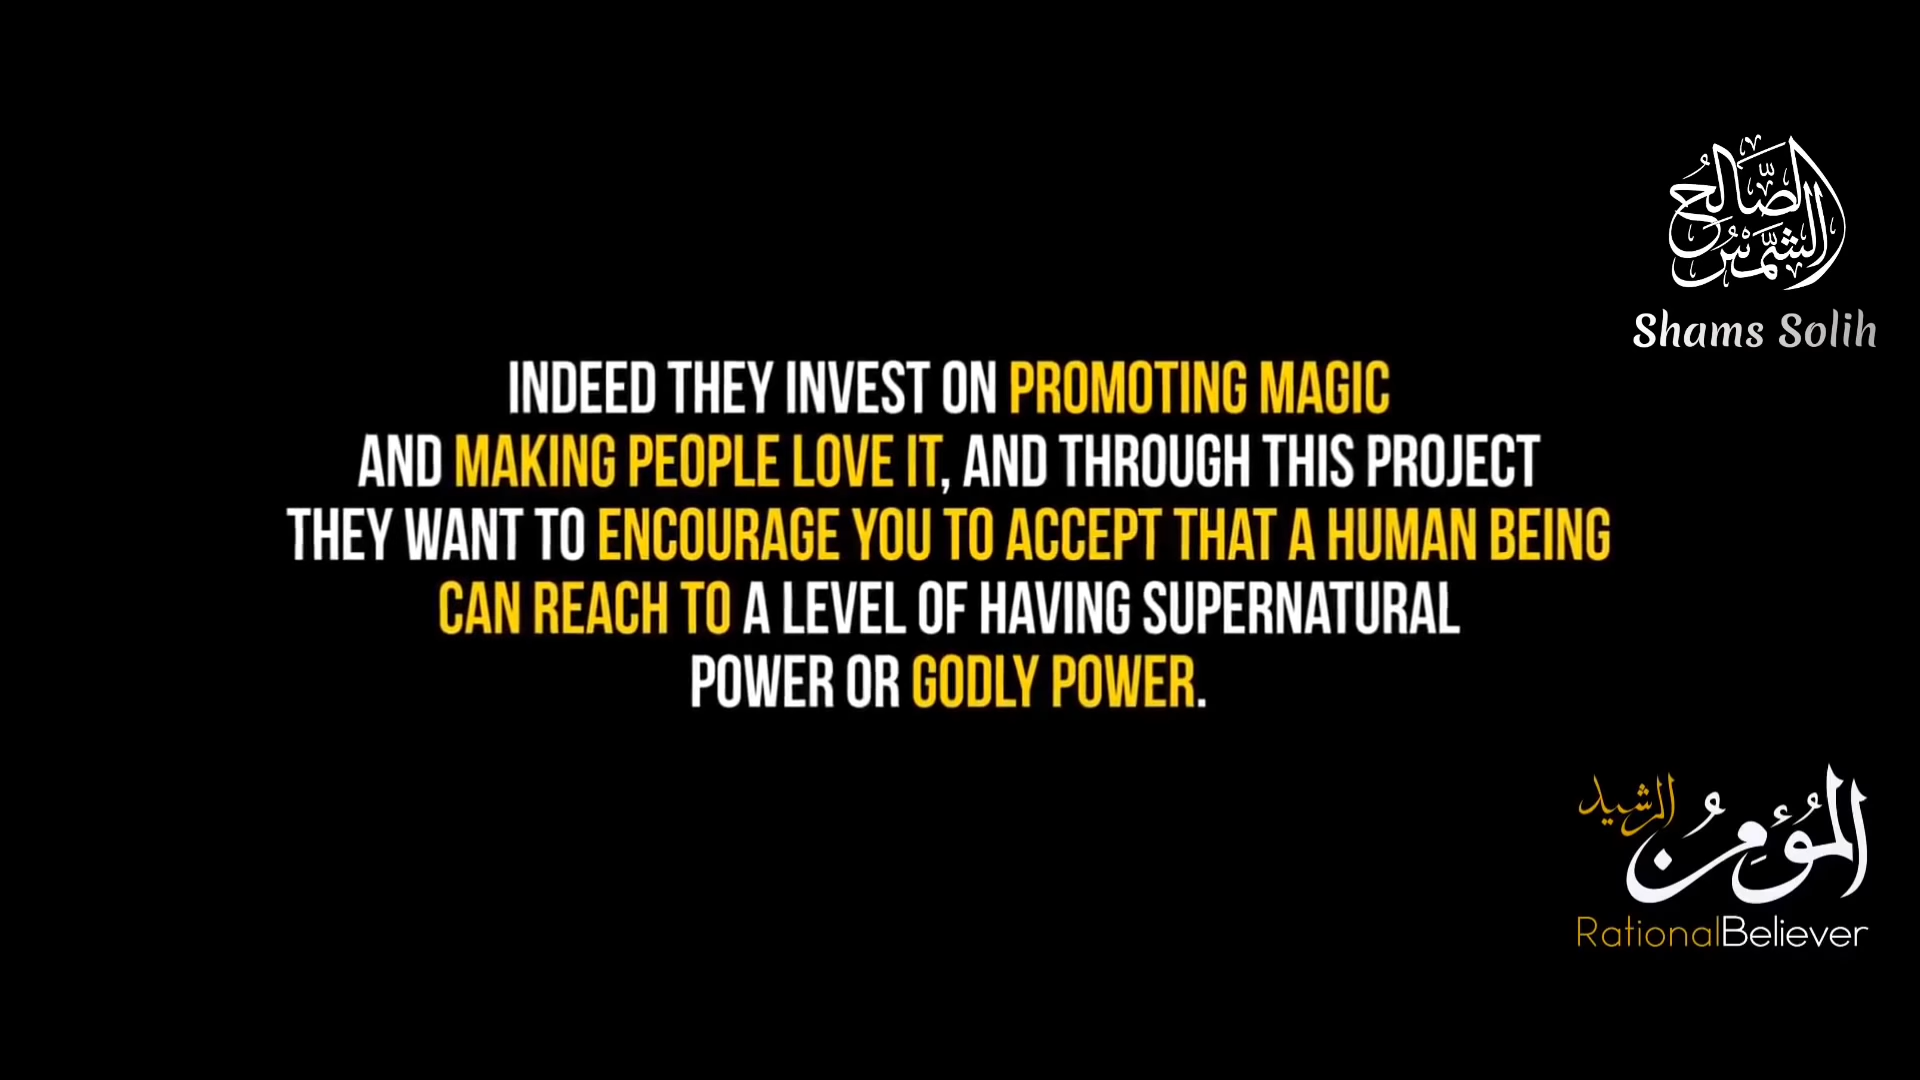 الشمس الصالح
Shams Solih
INDEED THEY INVEST ON PROMOTING MAGIC
AND MAKING PEOPLE LOVE IT, AND THROUGH THIS PROJECT
THEY WANT TO ENCOURAGE YOU TO ACCEPT THAT A HUMAN BEING
CAN REACH TO A LEVEL OF HAVING SUPERNATURAL
POWER OR GODLY POWER.
المُؤمِنُ الرشيد
RationalBeliever